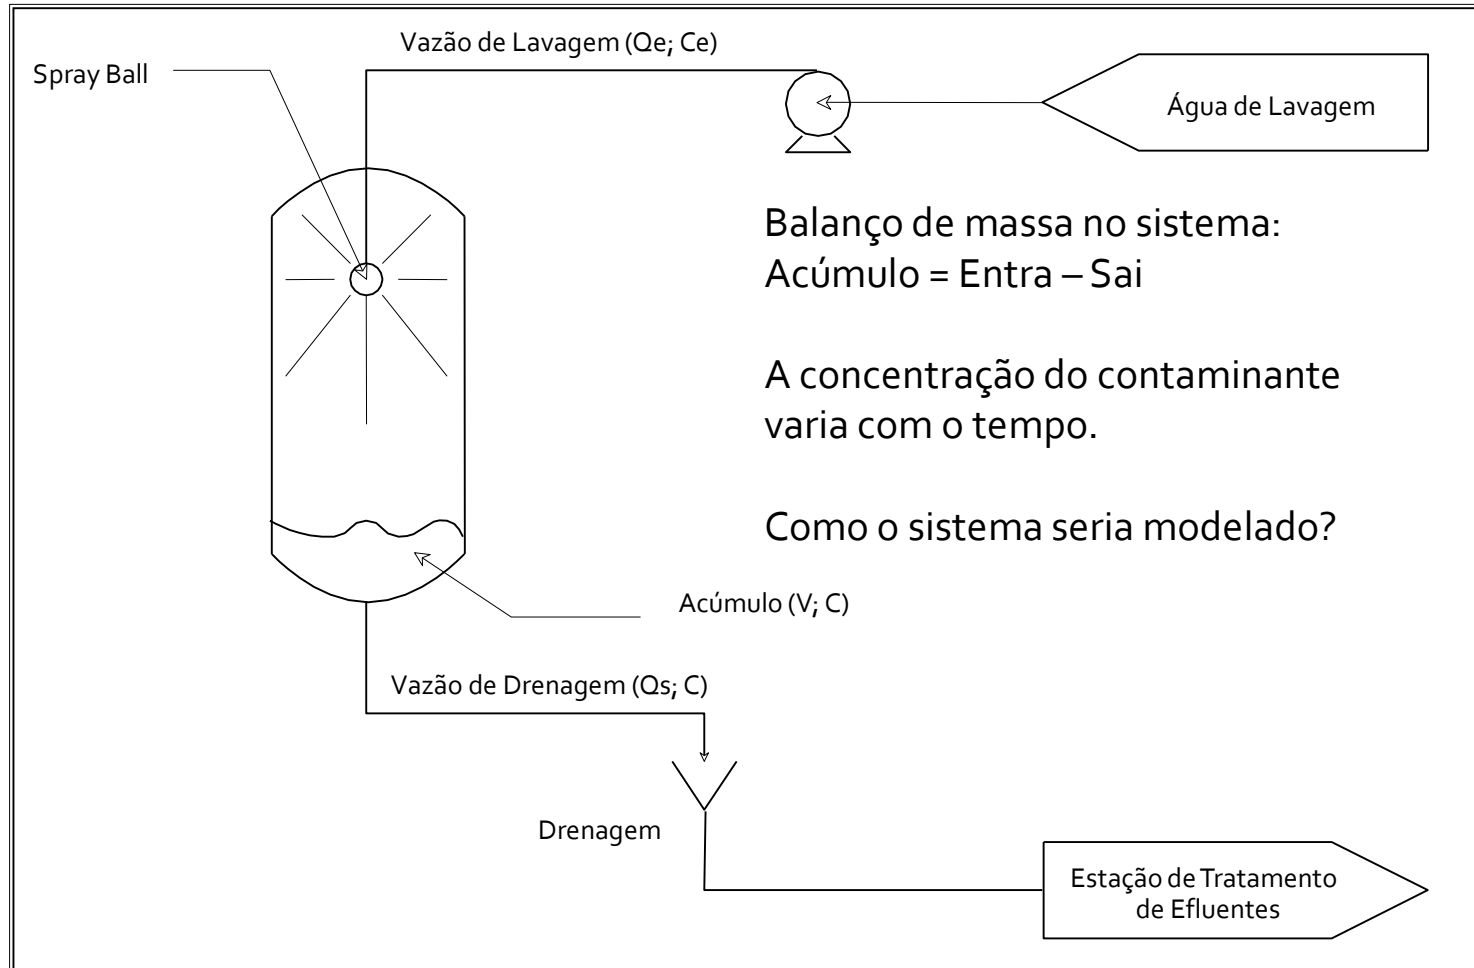 Vazão de Lavagem (Qe; Ce)
Spray Ball
Água de Lavagem
Balanço de massa no sistema:
Acúmulo = Entra – Sai
A concentração do contaminante
varia com o tempo.
Como o sistema seria modelado?
Acúmulo (V; C)
Vazão de Drenagem (Qs; C)
Drenagem
Estação de Tratamento
de Efluentes